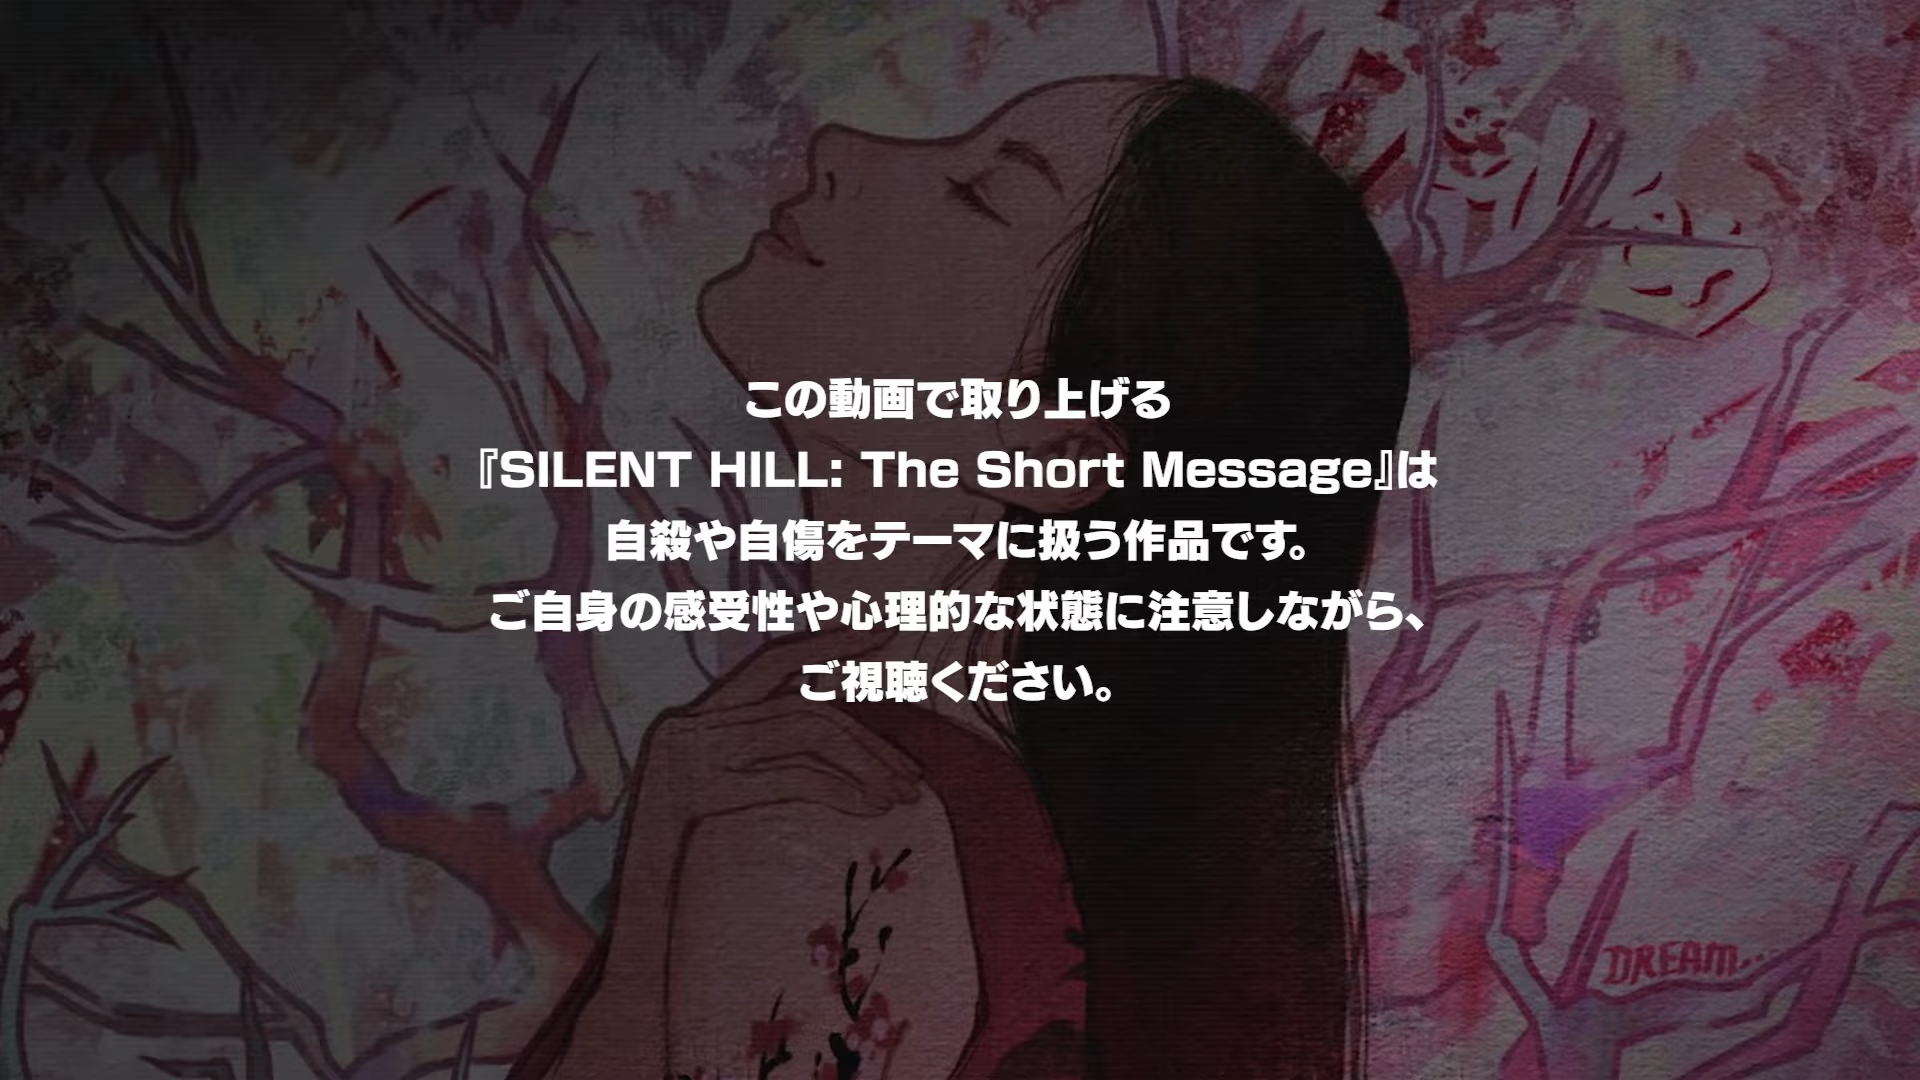 この動画で取り上げる
『SILENT HILL: The Short Message』は
自殺や自傷をテーマに扱う作品です。
ご自身の感受性や心理的な状態に注意しながら、
ご視聴ください。
DREAM...